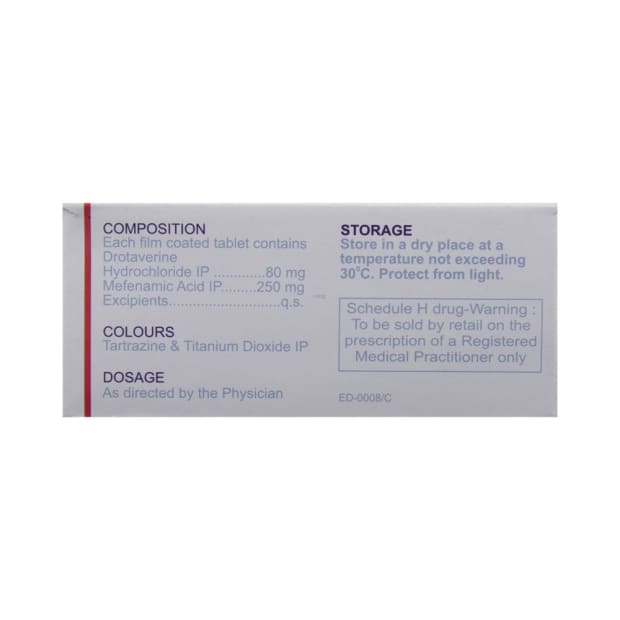 COMPOSITION
Each film coated tablet contains
Drotaverine
Hydrochloride IP .............80 mg
Mefenamic Acid IP........250 mg
Excipients............................q.s.
COLOURS
Tartrazine & Titanium Dioxide IP
DOSAGE
As directed by the Physician
STORAGE
Store in a dry place at a
temperature not exceeding
30°C. Protect from light.
Schedule H drug-Warning :
To be sold by retail on the
prescription of a Registered
Medical Practitioner only
ED-0008/C